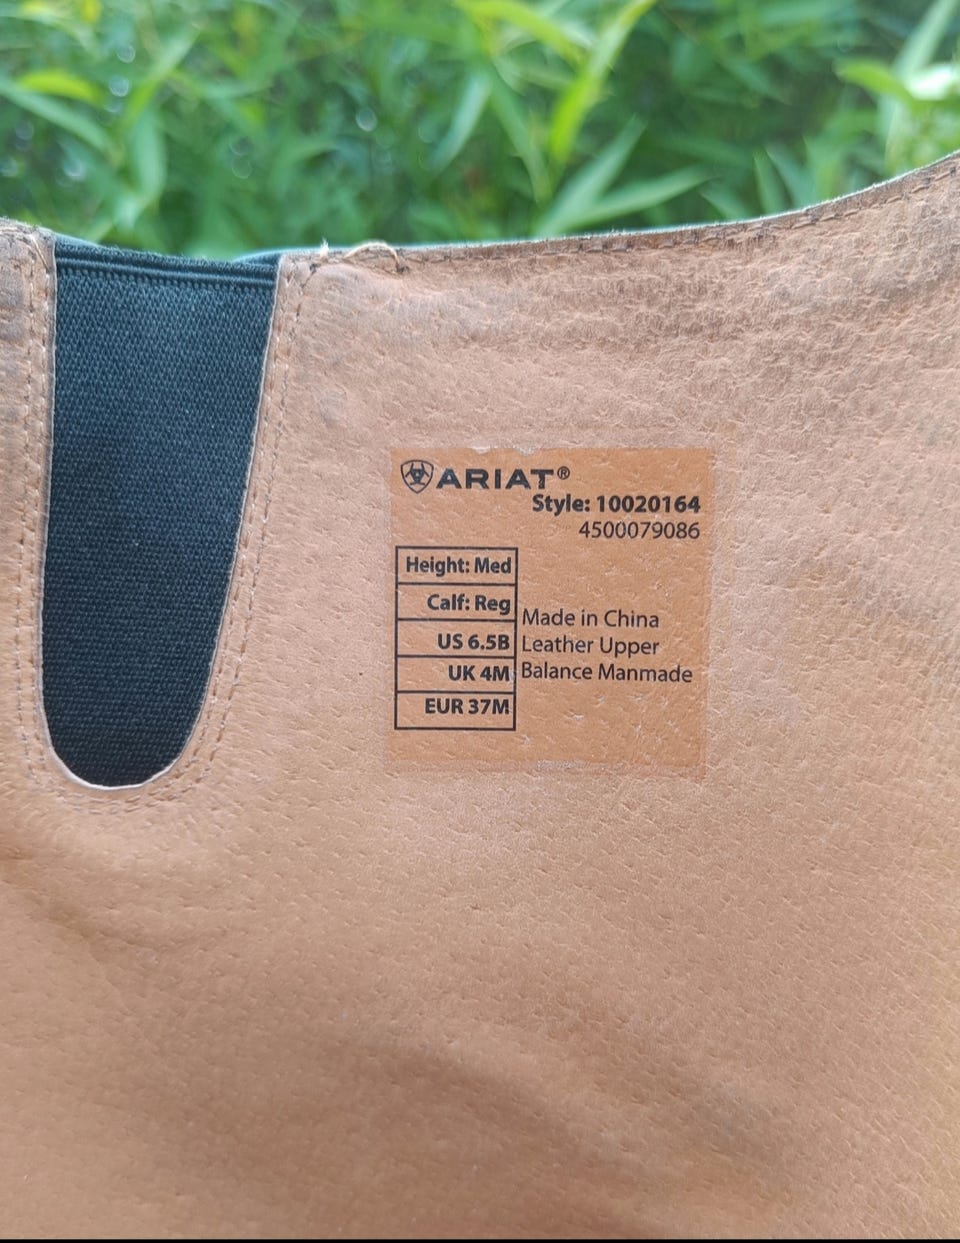 ARIAT®
Style: 10020164
4500079086
Height: Med
Calf: Reg
US 6.5B
UK 4M
EUR 37M
Made in China
Leather Upper
Balance Manmade